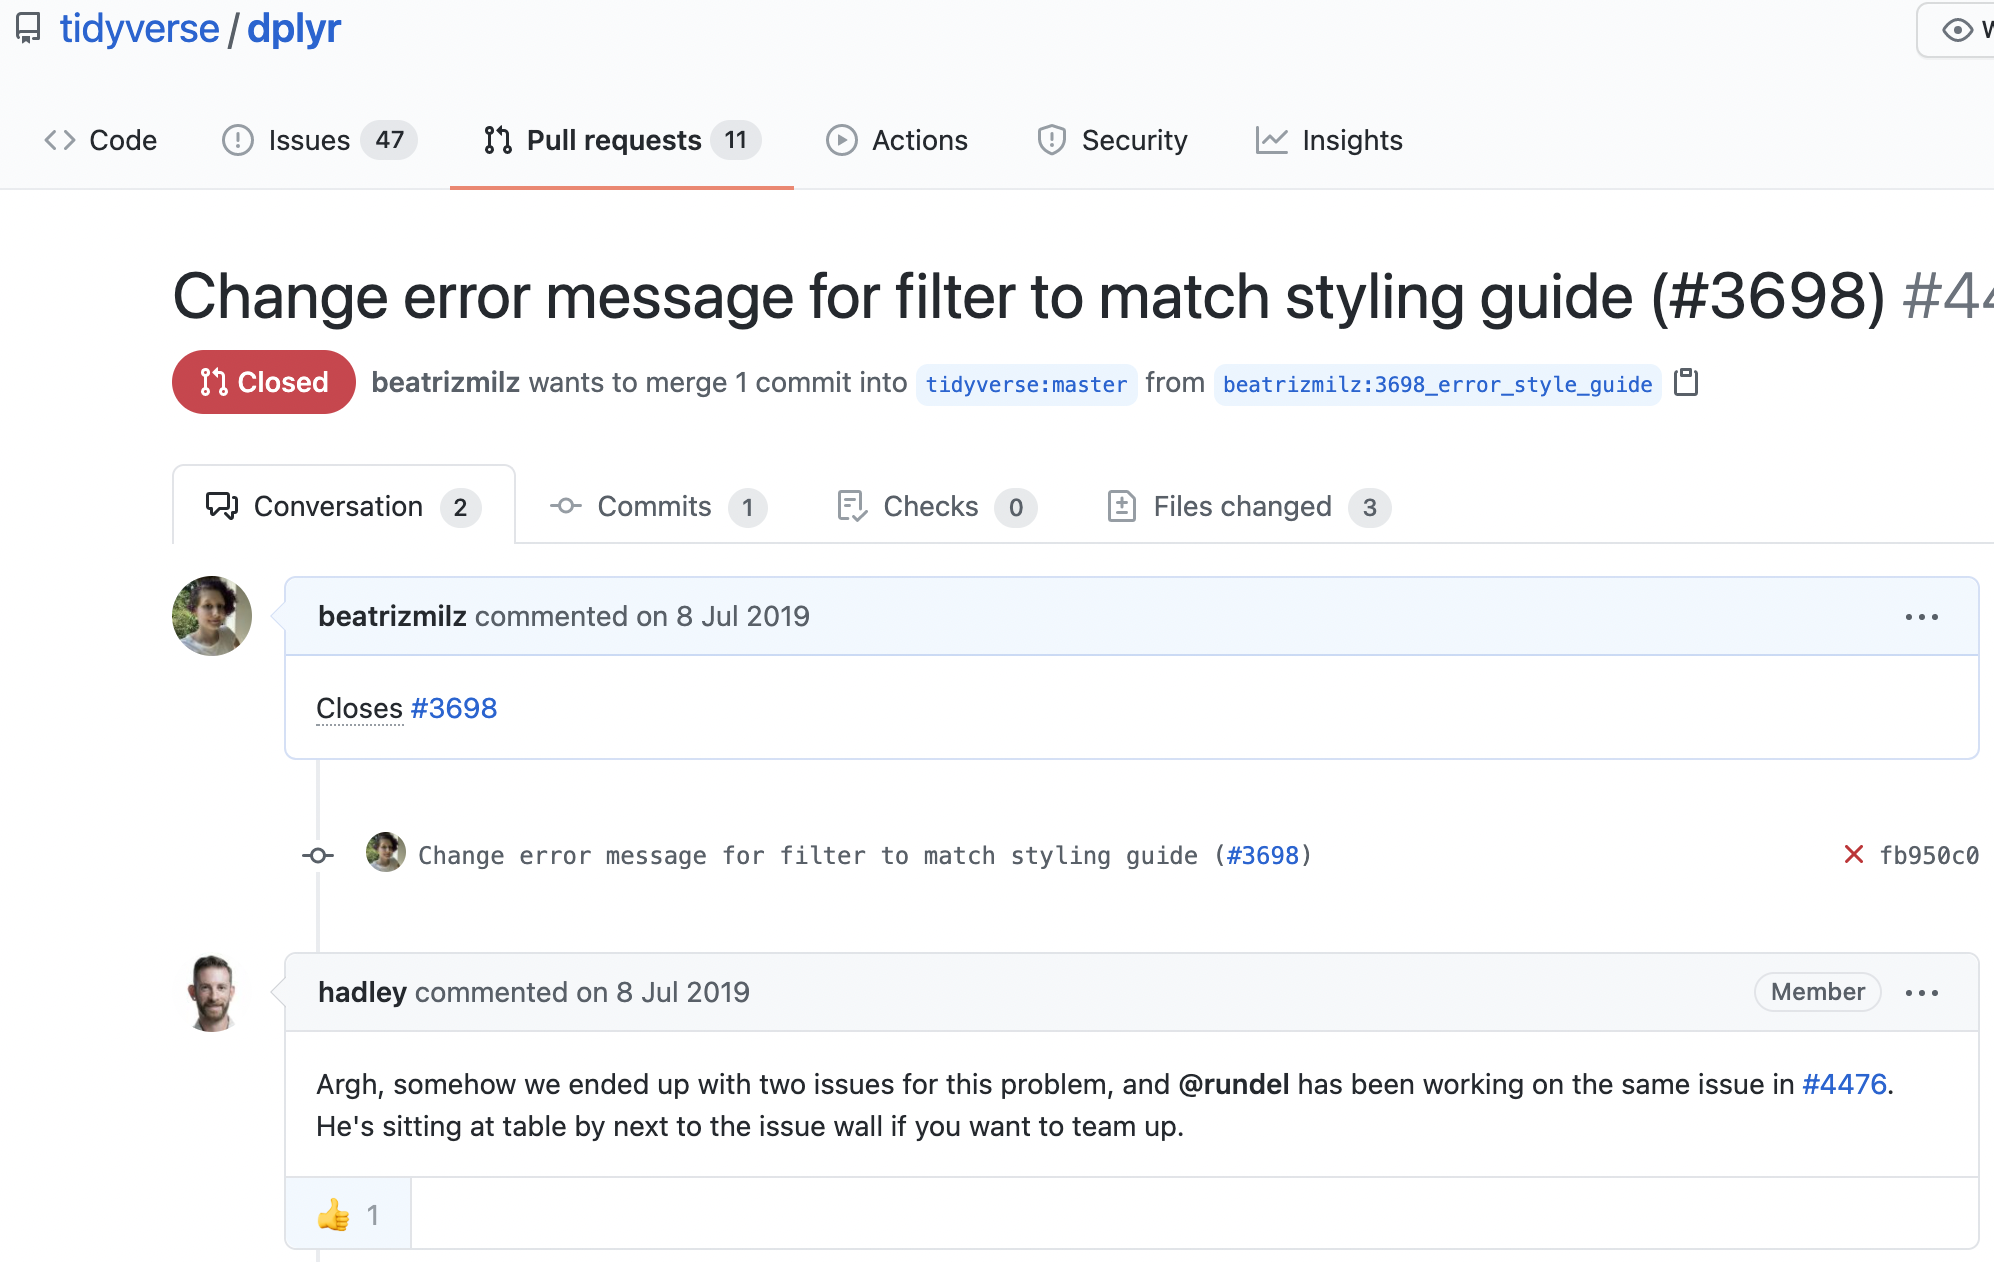 tidyverse / dplyr
Code Issues 47 Pull requests 11 Actions Security Insights
Change error message for filter to match styling guide (#3698)
Closed beatrizmilz wants to merge 1 commit into tidyverse:master from beatrizmilz:3698_error_style_guide
Conversation 2 Commits 1 Checks 0 Files changed 3
beatrizmilz commented on 8 Jul 2019
Closes #3698
Change error message for filter to match styling guide (#3698) fb950c0
hadley commented on 8 Jul 2019 Member
Argh, somehow we ended up with two issues for this problem, and @rundel has been working on the same issue in #4476.
He's sitting at table by next to the issue wall if you want to team up.
👍 1